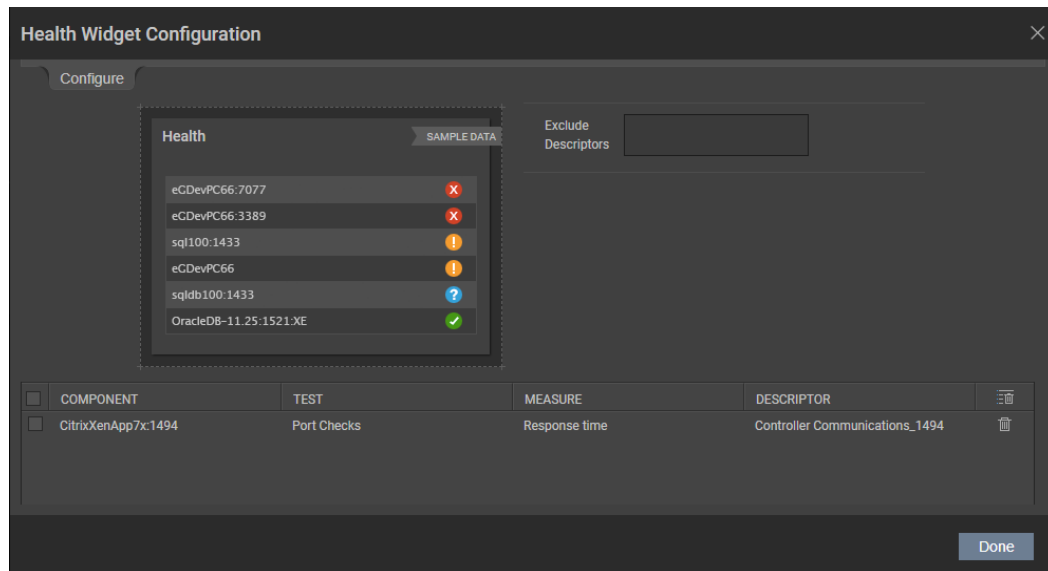 Health Widget Configuration
Configure
Health
SAMPLE DATA
eGDevPC66:7077
eGDevPC66:3389
sql100:1433
eGDevPC66
sqldb100:1433
OracleDB-11.25:1521:XE
Exclude
Descriptors
COMPONENT TEST MEASURE DESCRIPTOR
CitrixXenApp7x:1494 Port Checks Response time Controller Communications_1494
Done